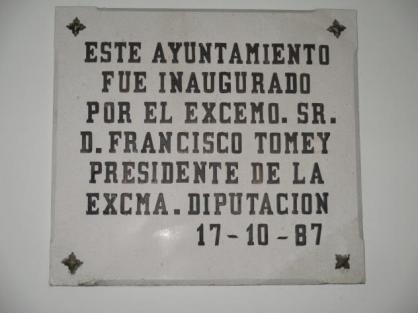 ESTE AYUNTAMIENTO
FUE INAUGURADO
POR EL EXCEMO. SR.
D. FRANCISCO TOMEY
PRESIDENTE DE LA
EXCMA. DIPUTACION
17-10-87